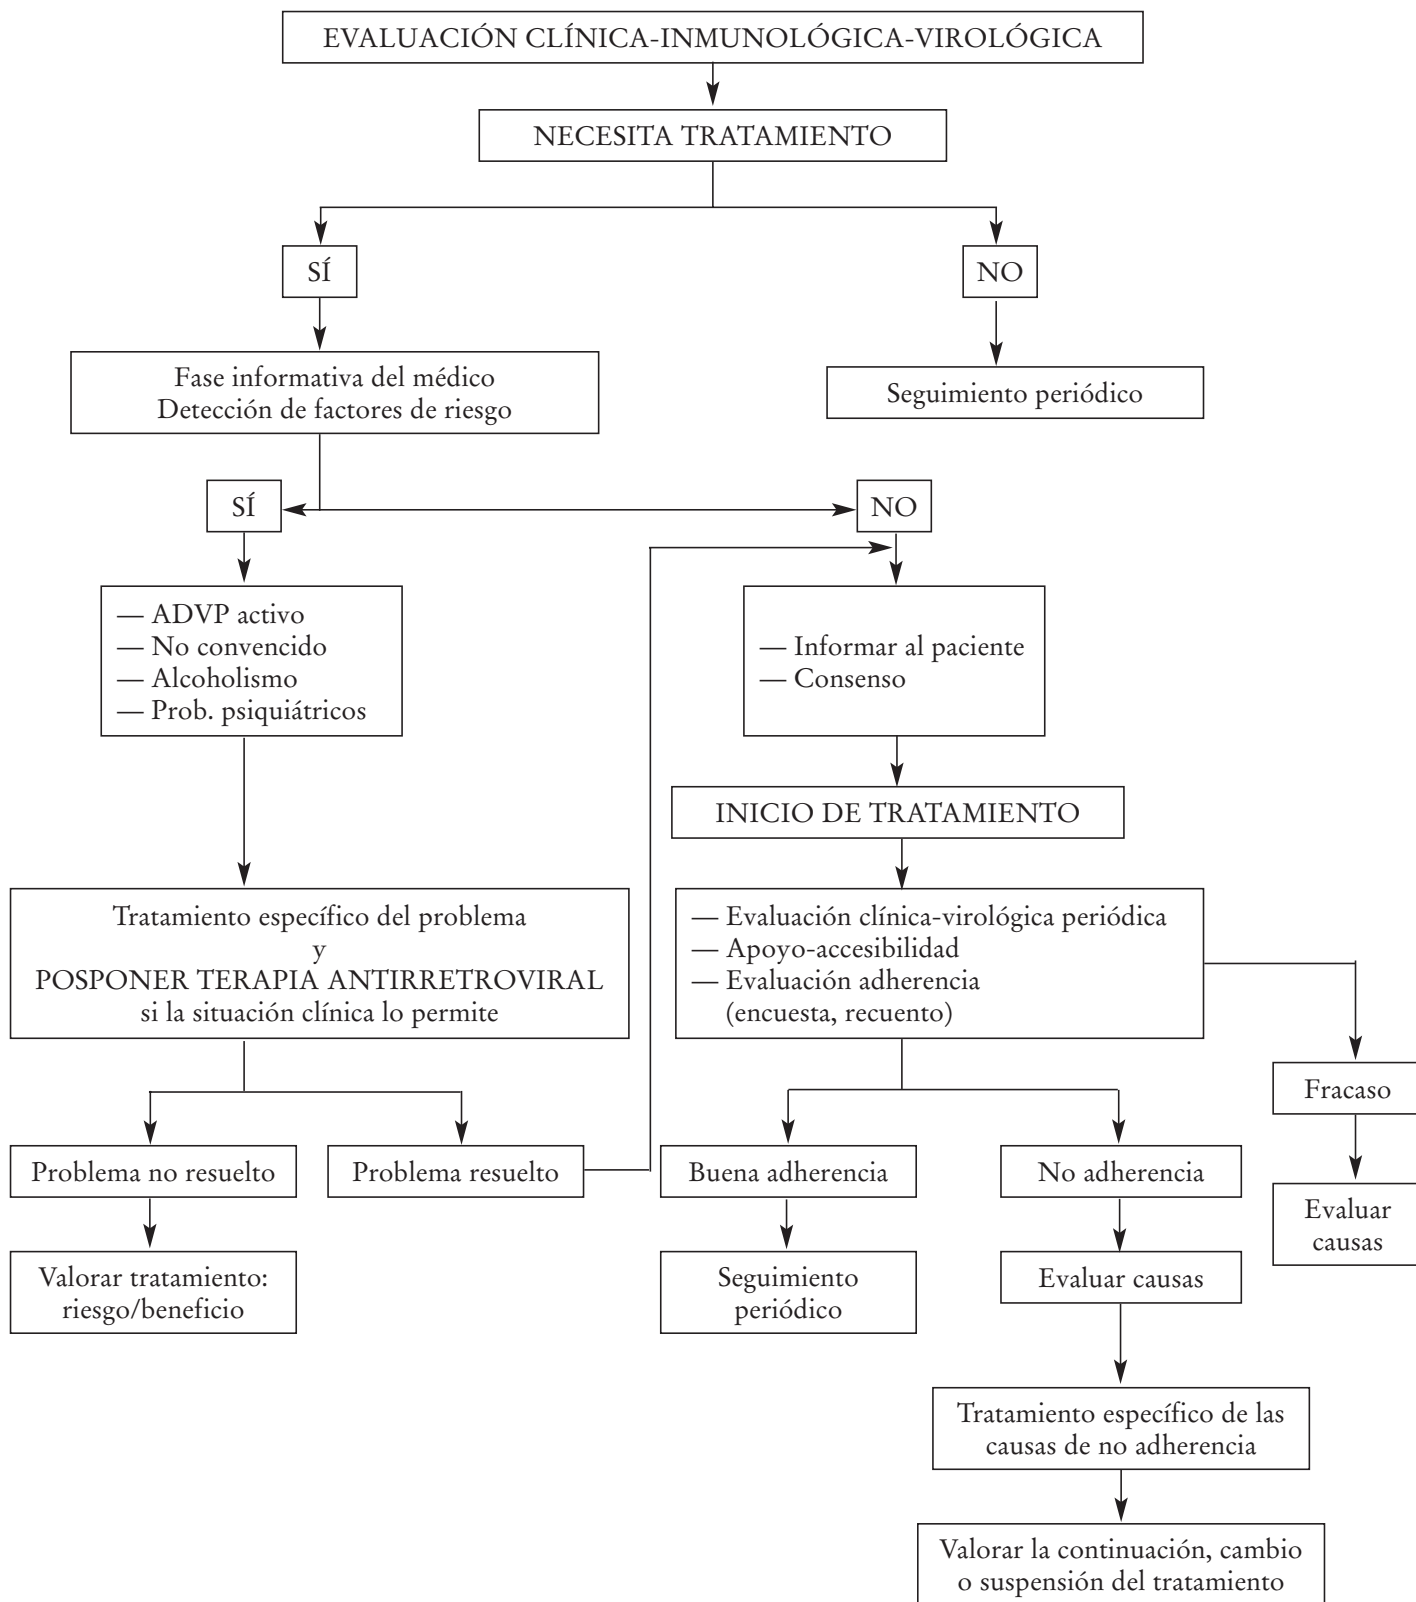 EVALUACIÓN CLÍNICA-INMUNOLÓGICA-VIROLÓGICA
NECESITA TRATAMIENTO
SÍ
NO
Fase informativa del médico
Detección de factores de riesgo
Seguimiento periódico
SÍ
NO
— ADVP activo
— No convencido
— Alcoholismo
— Prob. psiquiátricos
— Informar al paciente
— Consenso
INICIO DE TRATAMIENTO
Tratamiento específico del problema
y
POSPONER TERAPIA ANTIRRETROVIRAL
si la situación clínica lo permite
— Evaluación clínica-virológica periódica
— Apoyo-accesibilidad
— Evaluación adherencia
(encuesta, recuento)
Fracaso
Problema no resuelto
Problema resuelto
Buena adherencia
No adherencia
Evaluar
causas
Valorar tratamiento:
riesgo/beneficio
Seguimiento
periódico
Evaluar causas
Tratamiento específico de las
causas de no adherencia
Valorar la continuación, cambio
o suspensión del tratamiento